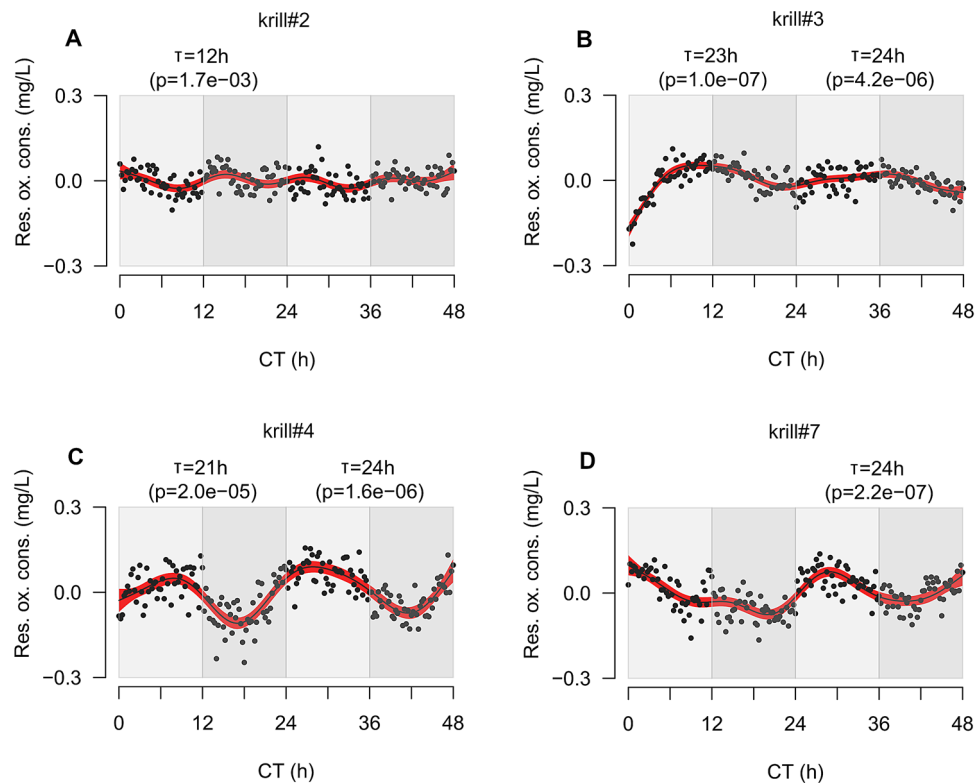 krill#2
A
τ=12h
(p=1.7e−03)
Res. ox. cons. (mg/L)
0.3
0.0
−0.3
0 12 24 36 48
CT (h)
krill#3
B
τ=23h τ=24h
(p=1.0e−07) (p=4.2e−06)
Res. ox. cons. (mg/L)
0.3
0.0
−0.3
0 12 24 36 48
CT (h)
krill#4
C
τ=21h τ=24h
(p=2.0e−05) (p=1.6e−06)
Res. ox. cons. (mg/L)
0.3
0.0
−0.3
0 12 24 36 48
CT (h)
krill#7
D
τ=24h
(p=2.2e−07)
Res. ox. cons. (mg/L)
0.3
0.0
−0.3
0 12 24 36 48
CT (h)